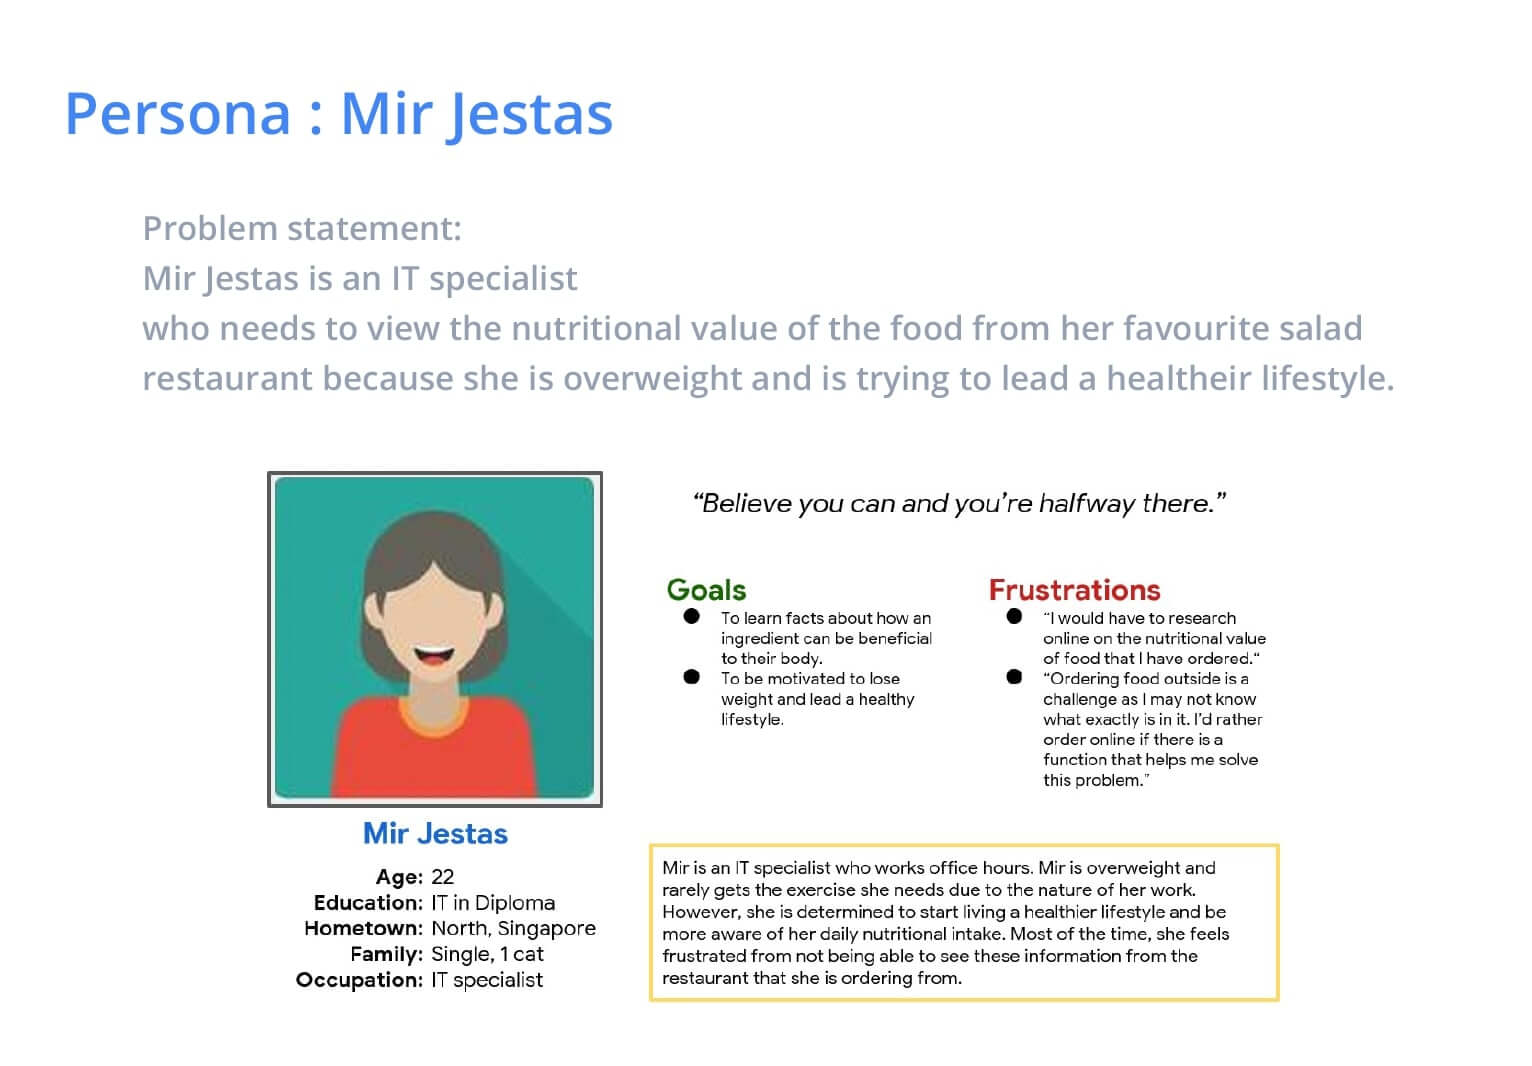 Persona : Mir Jestas
Problem statement:
Mir Jestas is an IT specialist
who needs to view the nutritional value of the food from her favourite salad
restaurant because she is overweight and is trying to lead a healtheir lifestyle.
“Believe you can and you’re halfway there.”
Goals
● To learn facts about how an
ingredient can be beneficial
to their body.
● To be motivated to lose
weight and lead a healthy
lifestyle.
Frustrations
● “I would have to research
online on the nutritional value
of food that I have ordered.“
● “Ordering food outside is a
challenge as I may not know
what exactly is in it. I’d rather
order online if there is a
function that helps me solve
this problem.”
Mir Jestas
Age: 22
Education: IT in Diploma
Hometown: North, Singapore
Family: Single, 1 cat
Occupation: IT specialist
Mir is an IT specialist who works office hours. Mir is overweight and
rarely gets the exercise she needs due to the nature of her work.
However, she is determined to start living a healthier lifestyle and be
more aware of her daily nutritional intake. Most of the time, she feels
frustrated from not being able to see these information from the
restaurant that she is ordering from.